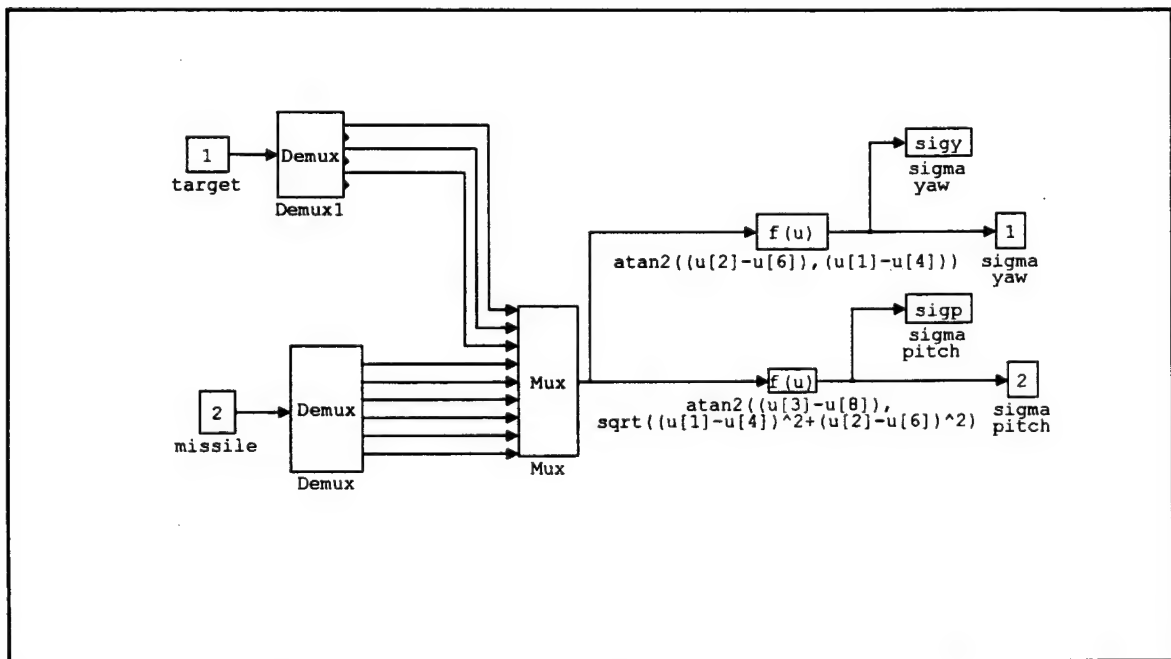 1
target
Demux
Demux1
2
missile
Demux
Demux
Mux
Mux
f(u)
atan2((u[2]-u[6]),(u[1]-u[4]))
sigy
sigma
yaw
1
sigma
yaw
f(u)
atan2((u[3]-u[8]),
sqrt((u[1]-u[4])^2+(u[2]-u[6])^2)
sigp
sigma
pitch
2
sigma
pitch